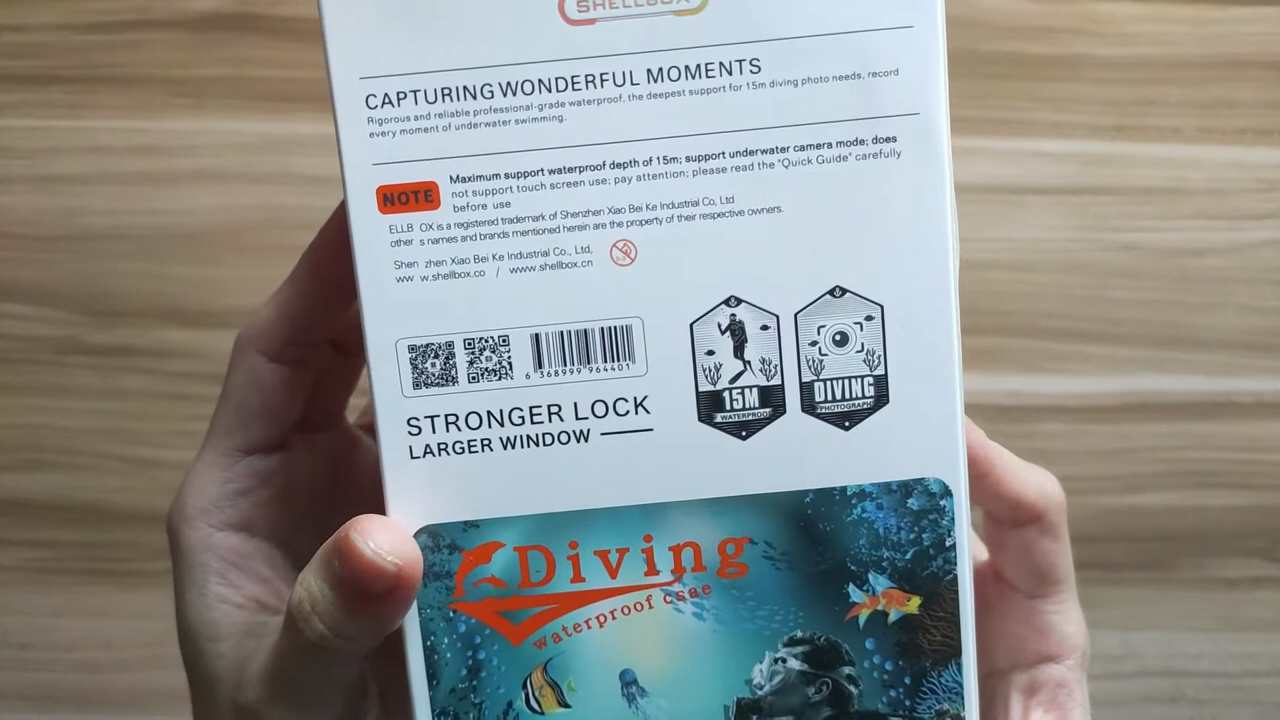 SHELLBOX
CAPTURING WONDERFUL MOMENTS
Rigorous and reliable professional-grade waterproof, the deepest support for 15m diving photo needs, record
every moment of underwater swimming.
NOTE
Maximum support waterproof depth of 15m; support underwater camera mode; does
not support touch screen use; pay attention; please read the "Quick Guide" carefully
before use
ELLB OX is a registered trademark of Shenzhen Xiao Bei Ke Industrial Co, Ltd
other s names and brands mentioned herein are the property of their respective owners.
Shen zhen Xiao Bei Ke Industrial Co., Ltd,
ww w.shellbox.co / www.shellbox.cn
0-3
6 368999 964401
15M
WATERPROOF
DIVING
PHOTOGRAPH
STRONGER LOCK
LARGER WINDOW
Diving
waterproof csae